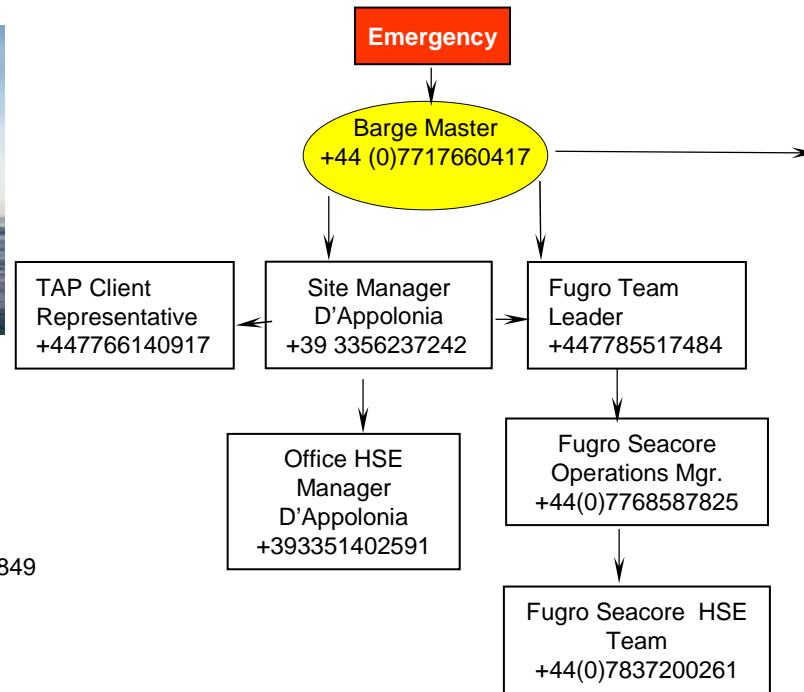 Emergency
Barge Master
+44 (0)7717660417
TAP Client
Representative
+447766140917
Site Manager
D’Appolonia
+39 3356237242
Fugro Team
Leader
+447785517484
Office HSE
Manager
D’Appolonia
+393351402591
Fugro Seacore
Operations Mgr.
+44(0)7768587825
849
Fugro Seacore HSE
Team
+44(0)7837200261